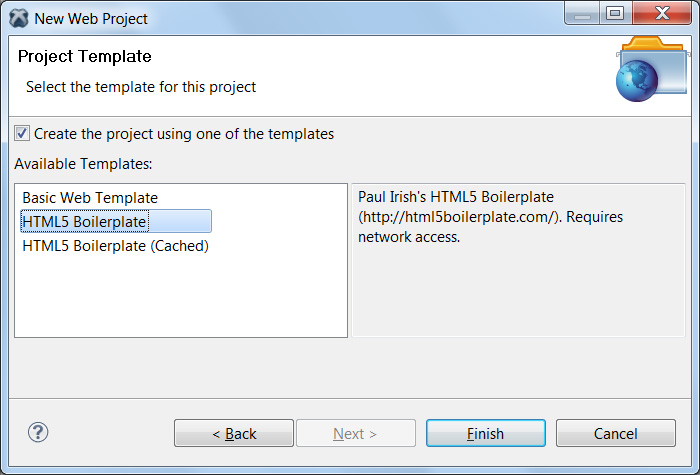 New Web Project
Project Template
Select the template for this project
Create the project using one of the templates
Available Templates:
Basic Web Template
HTML5 Boilerplate
HTML5 Boilerplate (Cached)
Paul Irish's HTML5 Boilerplate
(http://html5boilerplate.com/). Requires
network access.
?
< Back
Next >
Finish
Cancel